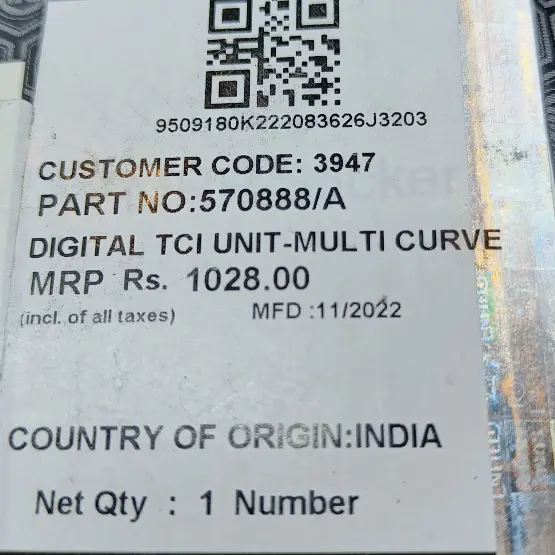 9509180K222083626J3203
CUSTOMER CODE: 3947
PART NO:570888/A
DIGITAL TCI UNIT-MULTI CURVE
MRP Rs. 1028.00
(incl. of all taxes) MFD :11/2022
COUNTRY OF ORIGIN:INDIA
Net Qty : 1 Number